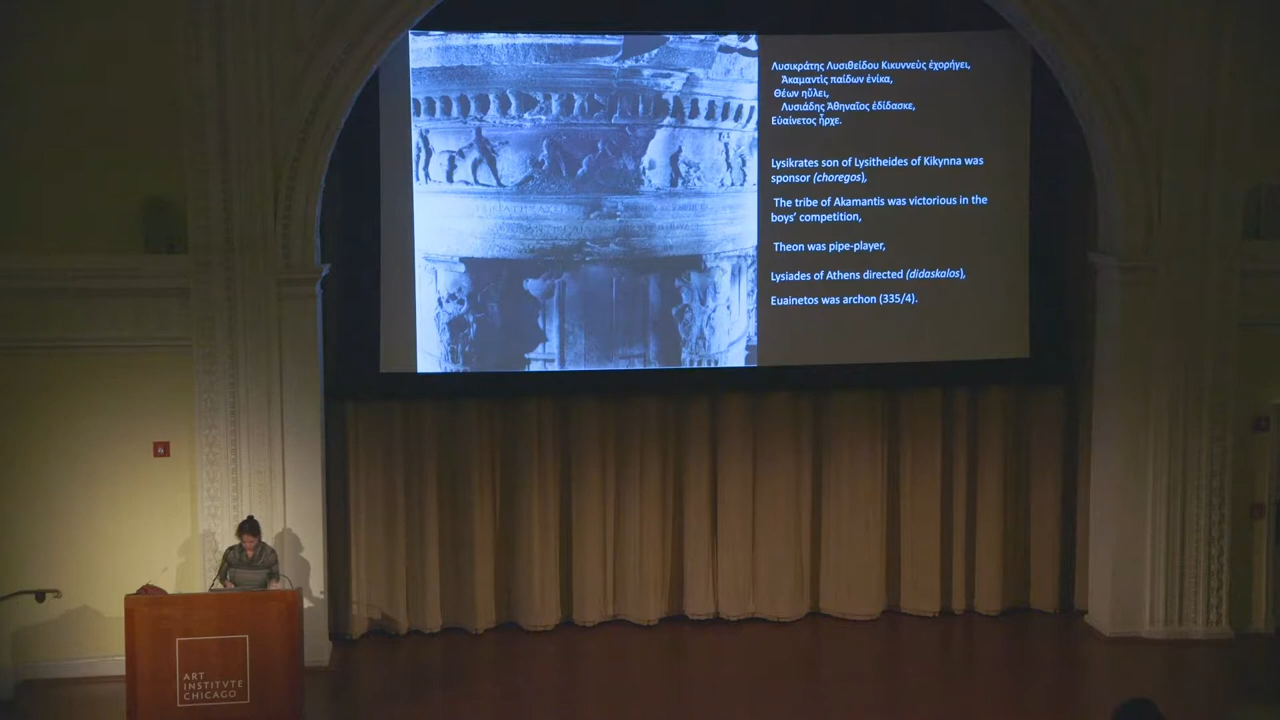 Λυσικράτης Λυσιθείδου Κικυννεὺς ἐχορήγει,
Ἀκαμαντὶς παίδων ἐνίκα,
Θέων ηὔλει,
Λυσιάδης Ἀθηναῖος ἐδίδασκε,
Εὐαίνετος ἦρχε.
Lysikrates son of Lysitheides of Kikynna was
sponsor (choregos),
The tribe of Akamantis was victorious in the
boys' competition,
Theon was pipe-player,
Lysiades of Athens directed (didaskalos),
Euainetos was archon (335/4).
ART
INSTITVTE
CHICAGO